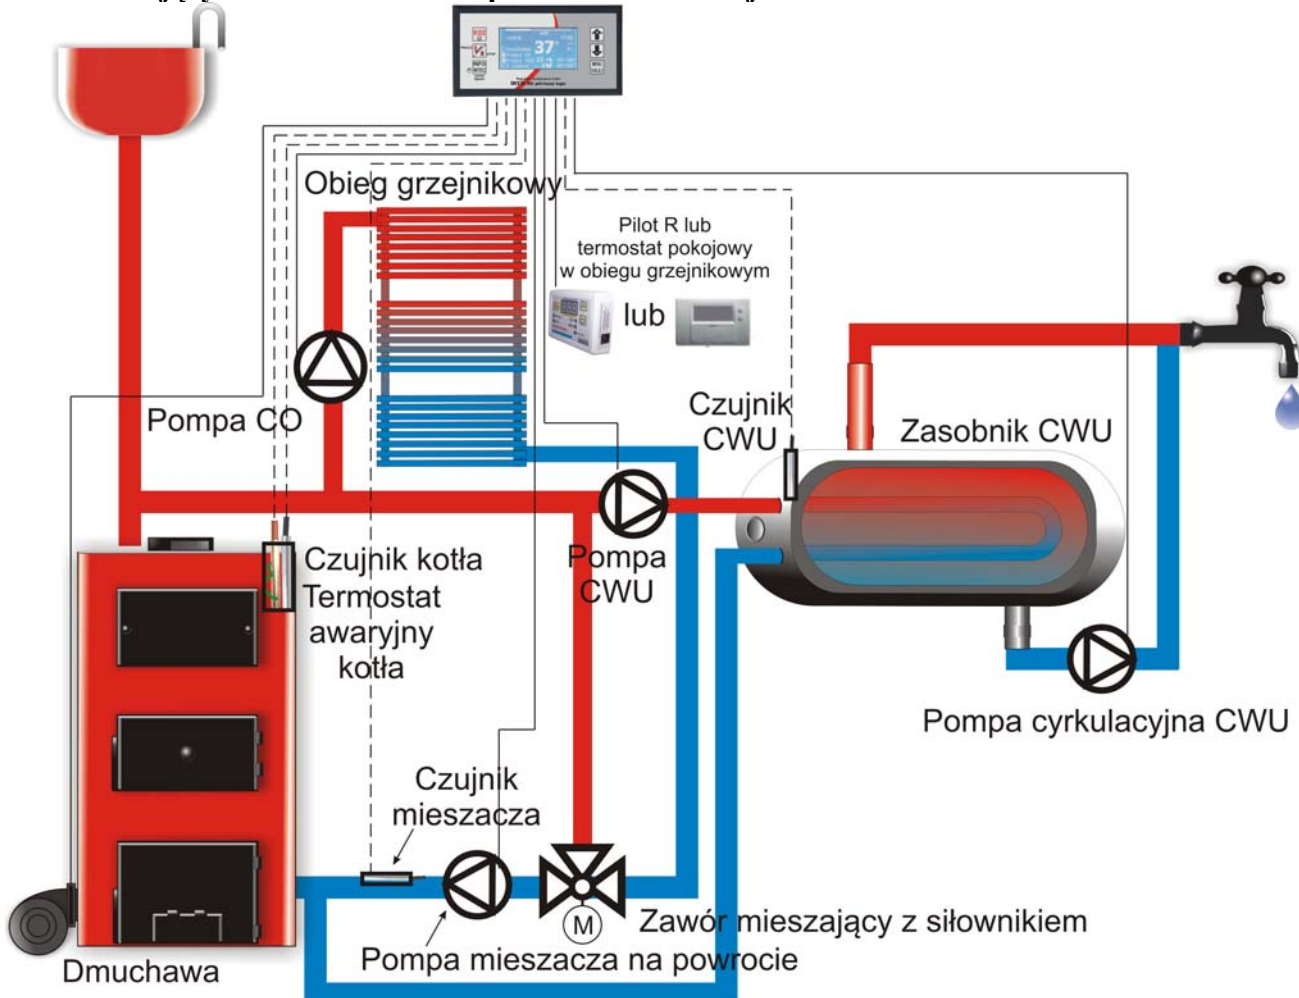 37°
Obieg grzejnikowy
Pilot R lub
termostat pokojowy
w obiegu grzejnikowym
lub
Pompa CO
Czujnik
CWU
Zasobnik CWU
Czujnik kotła
Termostat
awaryjny
kotła
Pompa
CWU
Pompa cyrkulacyjna CWU
Czujnik
mieszacza
M
Zawór mieszający z siłownikiem
Pompa mieszacza na powrocie
Dmuchawa